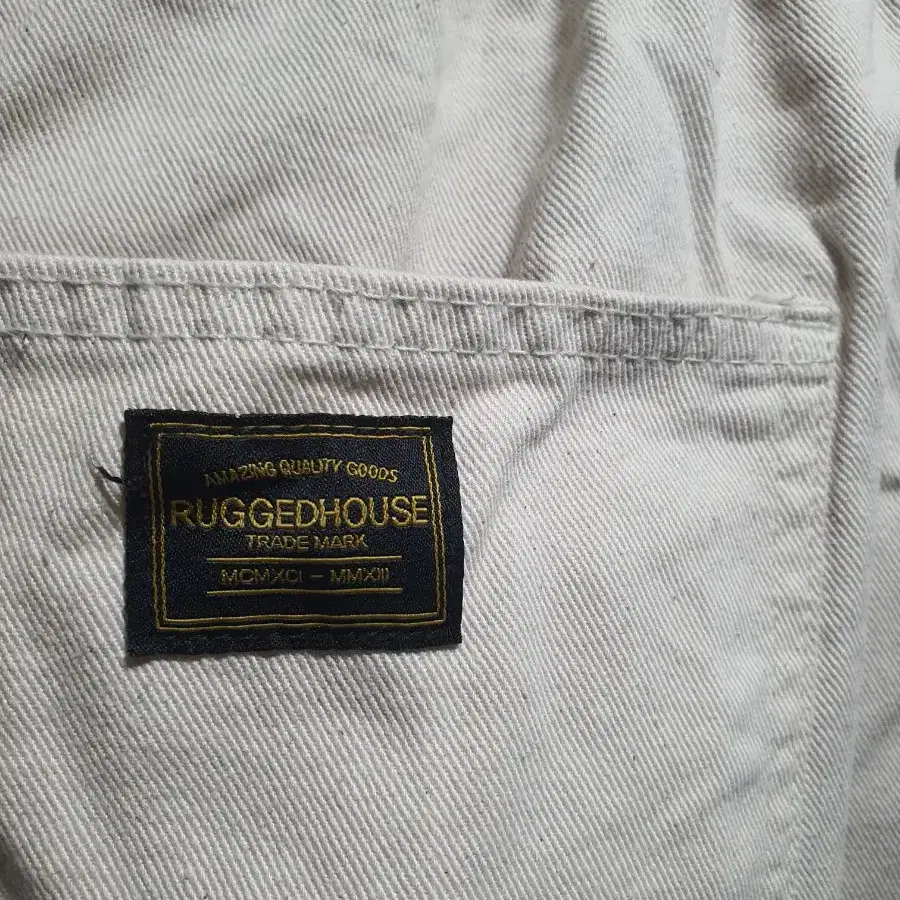 AMAZING QUALITY GOODS
RUGGEDHOUSE
TRADE MARK
MCMXCI – MMXIII